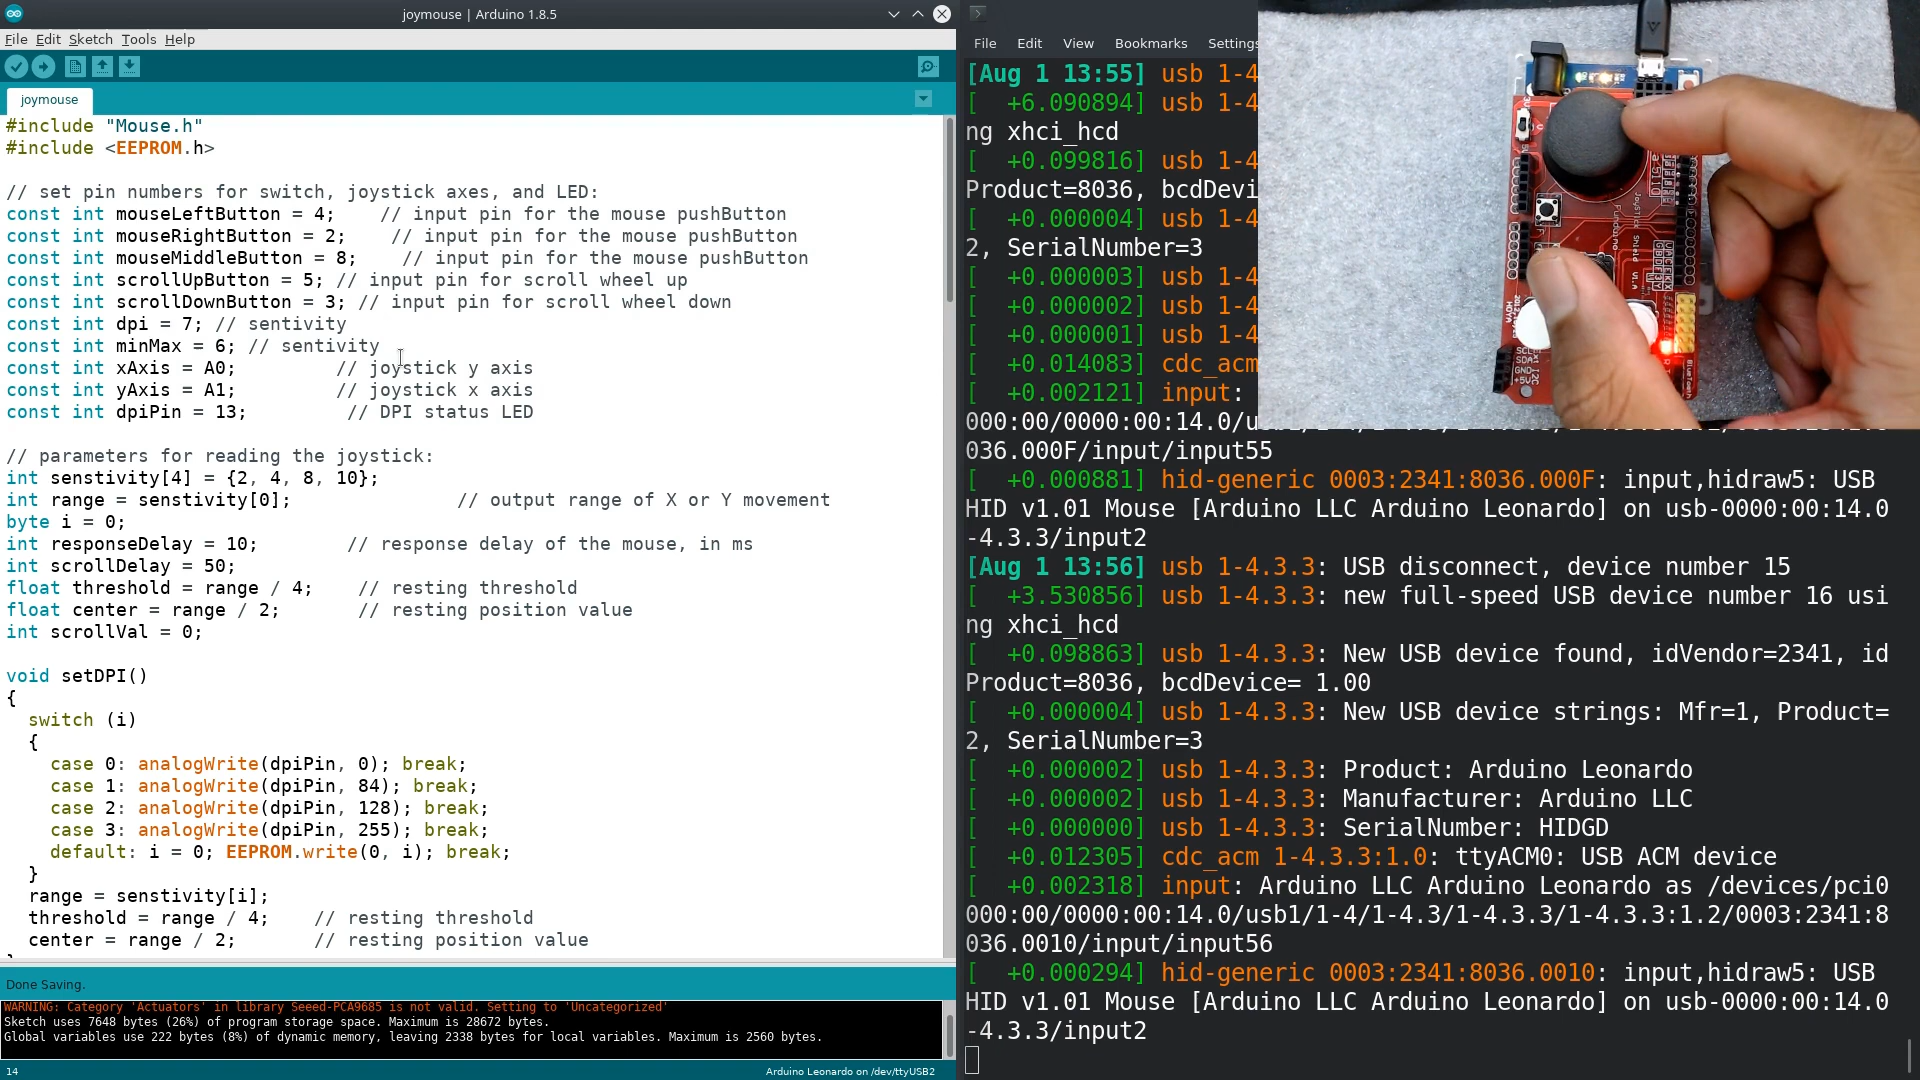 joymouse | Arduino 1.8.5
File Edit Sketch Tools Help
joymouse
#include "Mouse.h"
#include <EEPROM.h>
// set pin numbers for switch, joystick axes, and LED:
const int mouseLeftButton = 4;    // input pin for the mouse pushButton
const int mouseRightButton = 2;    // input pin for the mouse pushButton
const int mouseMiddleButton = 8;    // input pin for the mouse pushButton
const int scrollUpButton = 5; // input pin for scroll wheel up
const int scrollDownButton = 3; // input pin for scroll wheel down
const int dpi = 7; // sentivity
const int minMax = 6; // sentivity
const int xAxis = A0;         // joystick y axis
const int yAxis = A1;         // joystick x axis
const int dpiPin = 13;         // DPI status LED
// parameters for reading the joystick:
int senstivity[4] = {2, 4, 8, 10};
int range = senstivity[0];               // output range of X or Y movement
byte i = 0;
int responseDelay = 10;        // response delay of the mouse, in ms
int scrollDelay = 50;
float threshold = range / 4;    // resting threshold
float center = range / 2;       // resting position value
int scrollVal = 0;
void setDPI()
{
  switch (i)
  {
    case 0: analogWrite(dpiPin, 0); break;
    case 1: analogWrite(dpiPin, 84); break;
    case 2: analogWrite(dpiPin, 128); break;
    case 3: analogWrite(dpiPin, 255); break;
    default: i = 0; EEPROM.write(0, i); break;
  }
  range = senstivity[i];
  threshold = range / 4;    // resting threshold
  center = range / 2;       // resting position value
Done Saving.
WARNING: Category 'Actuators' in library Seeed-PCA9685 is not valid. Setting to 'Uncategorized'
Sketch uses 7648 bytes (26%) of program storage space. Maximum is 28672 bytes.
Global variables use 222 bytes (8%) of dynamic memory, leaving 2338 bytes for local variables. Maximum is 2560 bytes.
14
Arduino Leonardo on /dev/ttyUSB2
File Edit View Bookmarks Settings
[Aug 1 13:55] usb 1-4
[  +6.090894] usb 1-4
ng xhci_hcd
[  +0.099816] usb 1-4
Product=8036, bcdDevi
[  +0.000004] usb 1-4
2, SerialNumber=3
[  +0.000003] usb 1-4
[  +0.000002] usb 1-4
[  +0.000001] usb 1-4
[  +0.014083] cdc_acm
[  +0.002121] input:
000:00/0000:00:14.0/u
036.000F/input/input55
[  +0.000881] hid-generic 0003:2341:8036.000F: input,hidraw5: USB
HID v1.01 Mouse [Arduino LLC Arduino Leonardo] on usb-0000:00:14.0
-4.3.3/input2
[Aug 1 13:56] usb 1-4.3.3: USB disconnect, device number 15
[  +3.530856] usb 1-4.3.3: new full-speed USB device number 16 usi
ng xhci_hcd
[  +0.098863] usb 1-4.3.3: New USB device found, idVendor=2341, id
Product=8036, bcdDevice= 1.00
[  +0.000004] usb 1-4.3.3: New USB device strings: Mfr=1, Product=
2, SerialNumber=3
[  +0.000002] usb 1-4.3.3: Product: Arduino Leonardo
[  +0.000002] usb 1-4.3.3: Manufacturer: Arduino LLC
[  +0.000000] usb 1-4.3.3: SerialNumber: HIDGD
[  +0.012305] cdc_acm 1-4.3.3:1.0: ttyACM0: USB ACM device
[  +0.002318] input: Arduino LLC Arduino Leonardo as /devices/pci0
000:00/0000:00:14.0/usb1/1-4/1-4.3/1-4.3.3/1-4.3.3:1.2/0003:2341:8
036.0010/input/input56
[  +0.000294] hid-generic 0003:2341:8036.0010: input,hidraw5: USB
HID v1.01 Mouse [Arduino LLC Arduino Leonardo] on usb-0000:00:14.0
-4.3.3/input2
Joystick Shield V1.A
Funduino
SCL
SDA
GND
+5V
I2C
Bluetooth